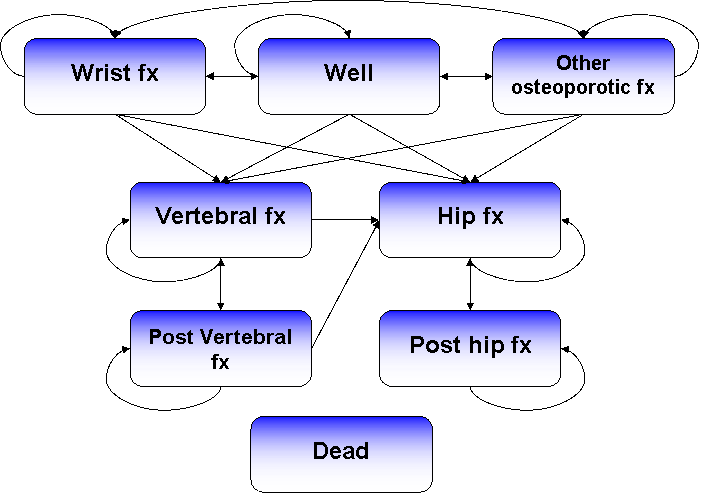 Wrist fx
Well
Other
osteoporotic fx
Vertebral fx
Hip fx
Post Vertebral
fx
Post hip fx
Dead